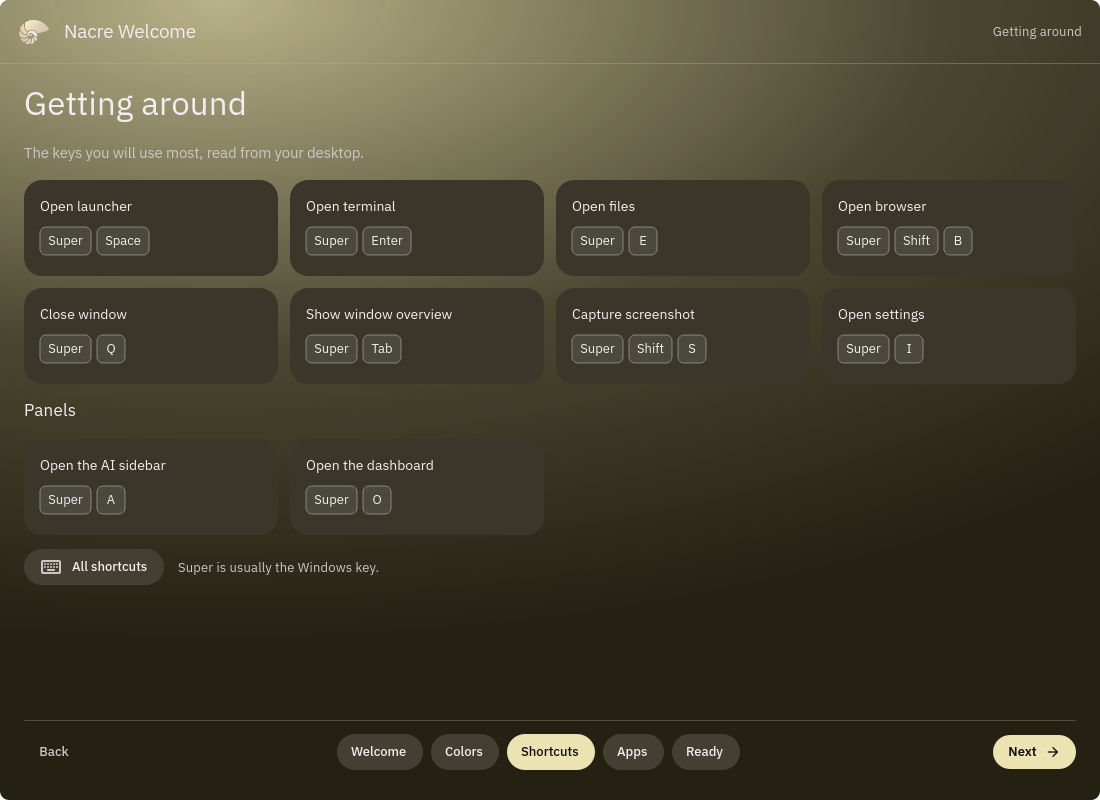 Nacre Welcome
Getting around
Getting around
The keys you will use most, read from your desktop.
Open launcher
Super Space
Open terminal
Super Enter
Open files
Super E
Open browser
Super Shift B
Close window
Super Q
Show window overview
Super Tab
Capture screenshot
Super Shift S
Open settings
Super I
Panels
Open the AI sidebar
Super A
Open the dashboard
Super O
All shortcuts
Super is usually the Windows key.
Back
Welcome
Colors
Shortcuts
Apps
Ready
Next